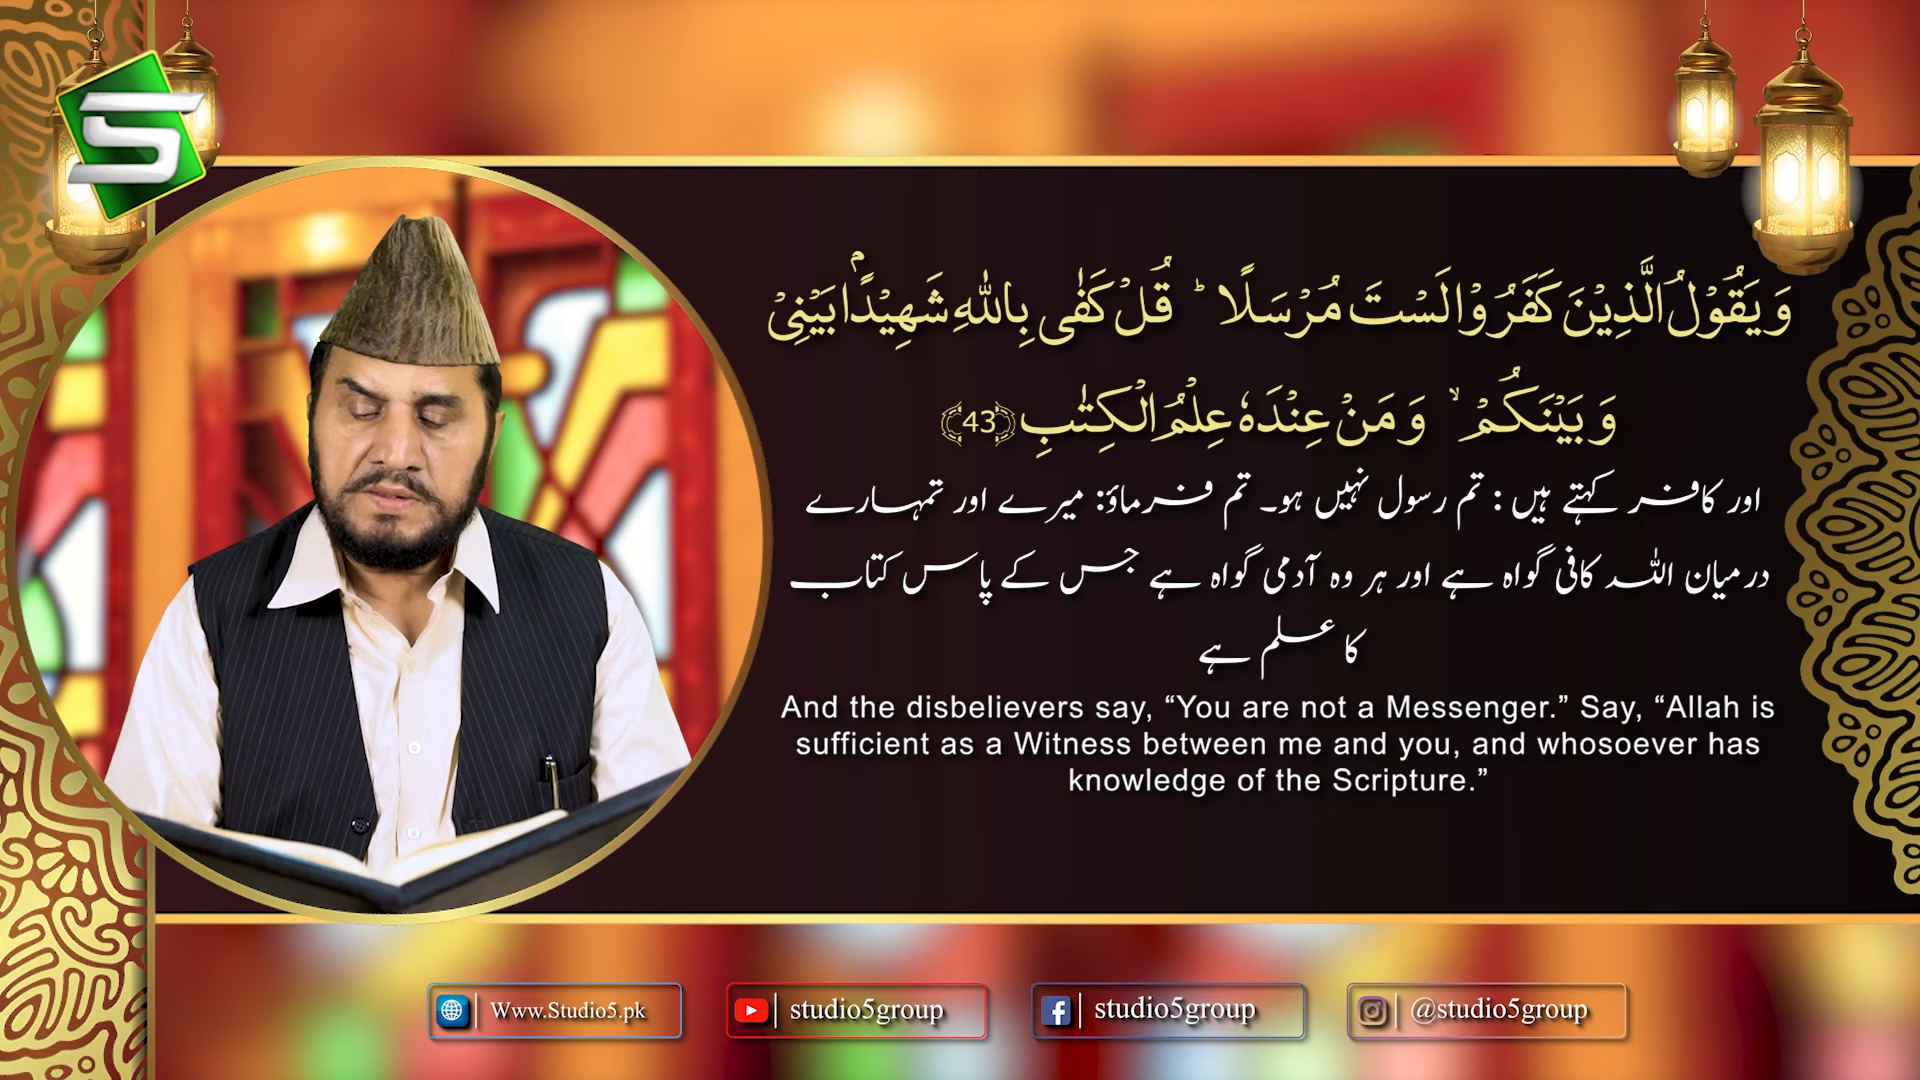 S
وَ یَقُوْلُ الَّذِیْنَ كَفَرُوْا لَسْتَ مُرْسَلًاؕ قُلْ كَفٰى بِاللّٰهِ شَهِیْدًۢا بَیْنِیْ
وَ بَیْنَكُمْۙ وَ مَنْ عِنْدَهٗ عِلْمُ الْكِتٰبِ ﴿43﴾
اور کافر کہتے ہیں: تم رسول نہیں ہو۔ تم فرماؤ: میرے اور تمہارے
درمیان اللہ کافی گواہ ہے اور ہر وہ آدمی گواہ ہے جس کے پاس کتاب
کا علم ہے
And the disbelievers say, “You are not a Messenger.” Say, “Allah is
sufficient as a Witness between me and you, and whosoever has
knowledge of the Scripture.”
Www.Studio5.pk
studio5group
studio5group
@studio5group